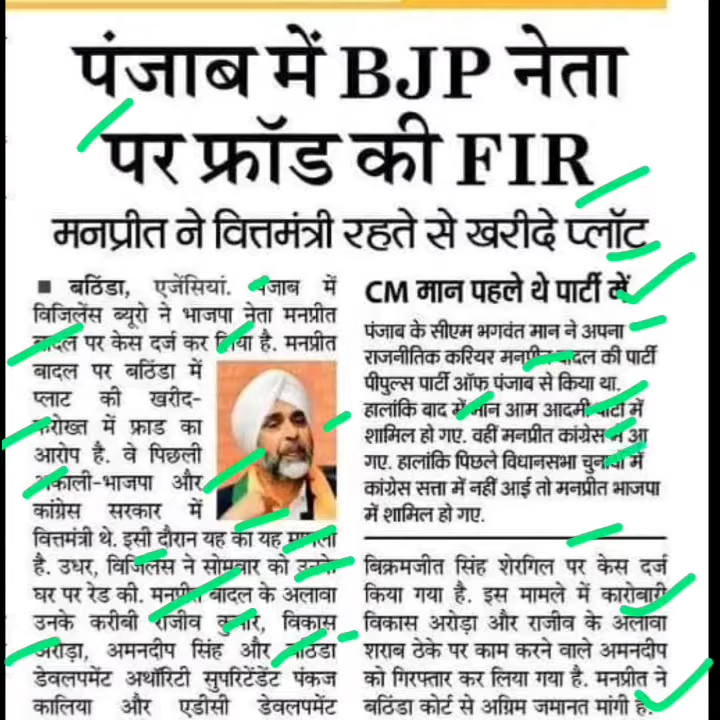 पंजाब में BJP नेता
पर फ्रॉड की FIR
मनप्रीत ने वित्तमंत्री रहते से खरीदे प्लॉट
■ बठिंडा, एजेंसियां. पंजाब में
विजिलेंस ब्यूरो ने भाजपा नेता मनप्रीत
बादल पर केस दर्ज कर लिया है. मनप्रीत
बादल पर बठिंडा में
प्लाट की खरीद-
फरोख्त में फ्राड का
आरोप है. वे पिछली
अकाली-भाजपा और
कांग्रेस सरकार में
वित्तमंत्री थे. इसी दौरान यह का यह मामला
है. उधर, विजिलेंस ने सोमवार को उनके
घर पर रेड की. मनप्रीत बादल के अलावा
उनके करीबी राजीव कुमार, विकास
अरोड़ा, अमनदीप सिंह और बठिंडा
डेवलपमेंट अथॉरिटी सुपरिटेंडेंट पंकज
कालिया और एडीसी डेवलपमेंट
CM मान पहले थे पार्टी में
पंजाब के सीएम भगवंत मान ने अपना
राजनीतिक करियर मनप्रीत बादल की पार्टी
पीपुल्स पार्टी ऑफ पंजाब से किया था.
हालांकि बाद में मान आम आदमी पार्टी में
शामिल हो गए. वहीं मनप्रीत कांग्रेस में आ
गए. हालांकि पिछले विधानसभा चुनावों में
कांग्रेस सत्ता में नहीं आई तो मनप्रीत भाजपा
में शामिल हो गए.
बिक्रमजीत सिंह शेरगिल पर केस दर्ज
किया गया है. इस मामले में कारोबारी
विकास अरोड़ा और राजीव के अलावा
शराब ठेके पर काम करने वाले अमनदीप
को गिरफ्तार कर लिया गया है. मनप्रीत ने
बठिंडा कोर्ट से अग्रिम जमानत मांगी है.